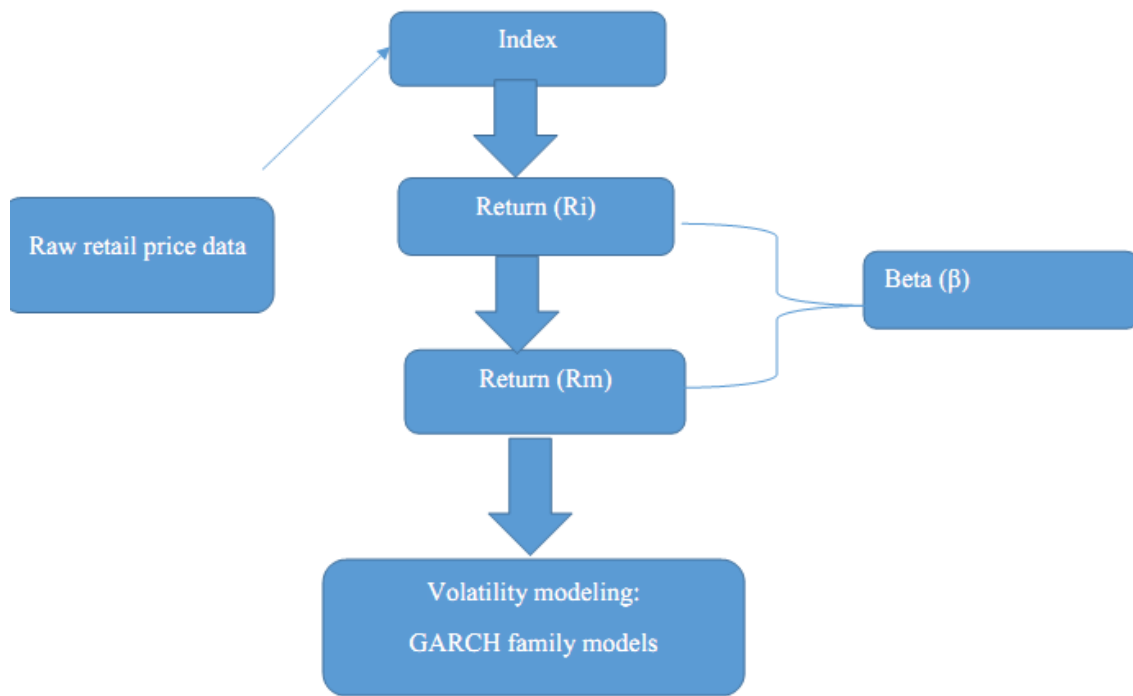 Index
Return (Ri)
Raw retail price data
Beta (β)
Return (Rm)
Volatility modeling:
GARCH family models